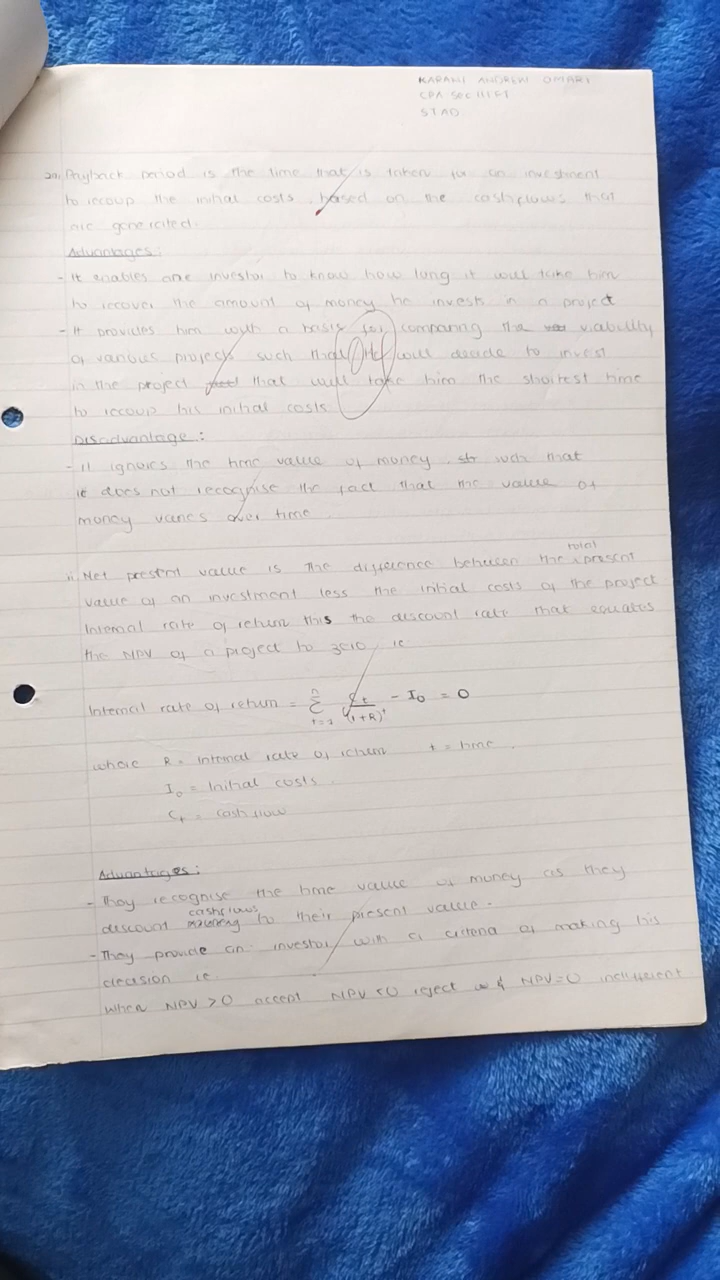 KARANI ANDREW OMARI
CPA SEC III FT
STAD
2a i, Payback period is the time that is taken for an investment
to recoup the initial costs, based on the cashflows that
are generated.
Advantages:
- It enables one investor to know how long it will take him
to recover the amount of money he invests in a project
- It provides him with a basis for comparing the viability
of various projects such that he will decide to invest
in the project that will take him the shortest time
to recoup his initial costs
Disadvantage:
- It ignores the time value of money, such that
it does not recognise the fact that the value of
money varies over time.
ii Net present value is the difference between the total present
value of an investment less the initial costs of the project
Internal rate of return this the discount rate that equates
the NPV of a project to zero ie
Internal rate of return = n Σ t=1 Ct/(1+R)^t - I₀ = 0
where R = Internal rate of return t = time.
I₀ = Initial costs.
Ct = cash flow
Advantages:
- They recognise the time value of money as they
discount cashflows to their present value.
- They provide an investor with a criteria of making his
decision ie
when NPV > 0 accept NPV < 0 reject & NPV = 0 indifferent